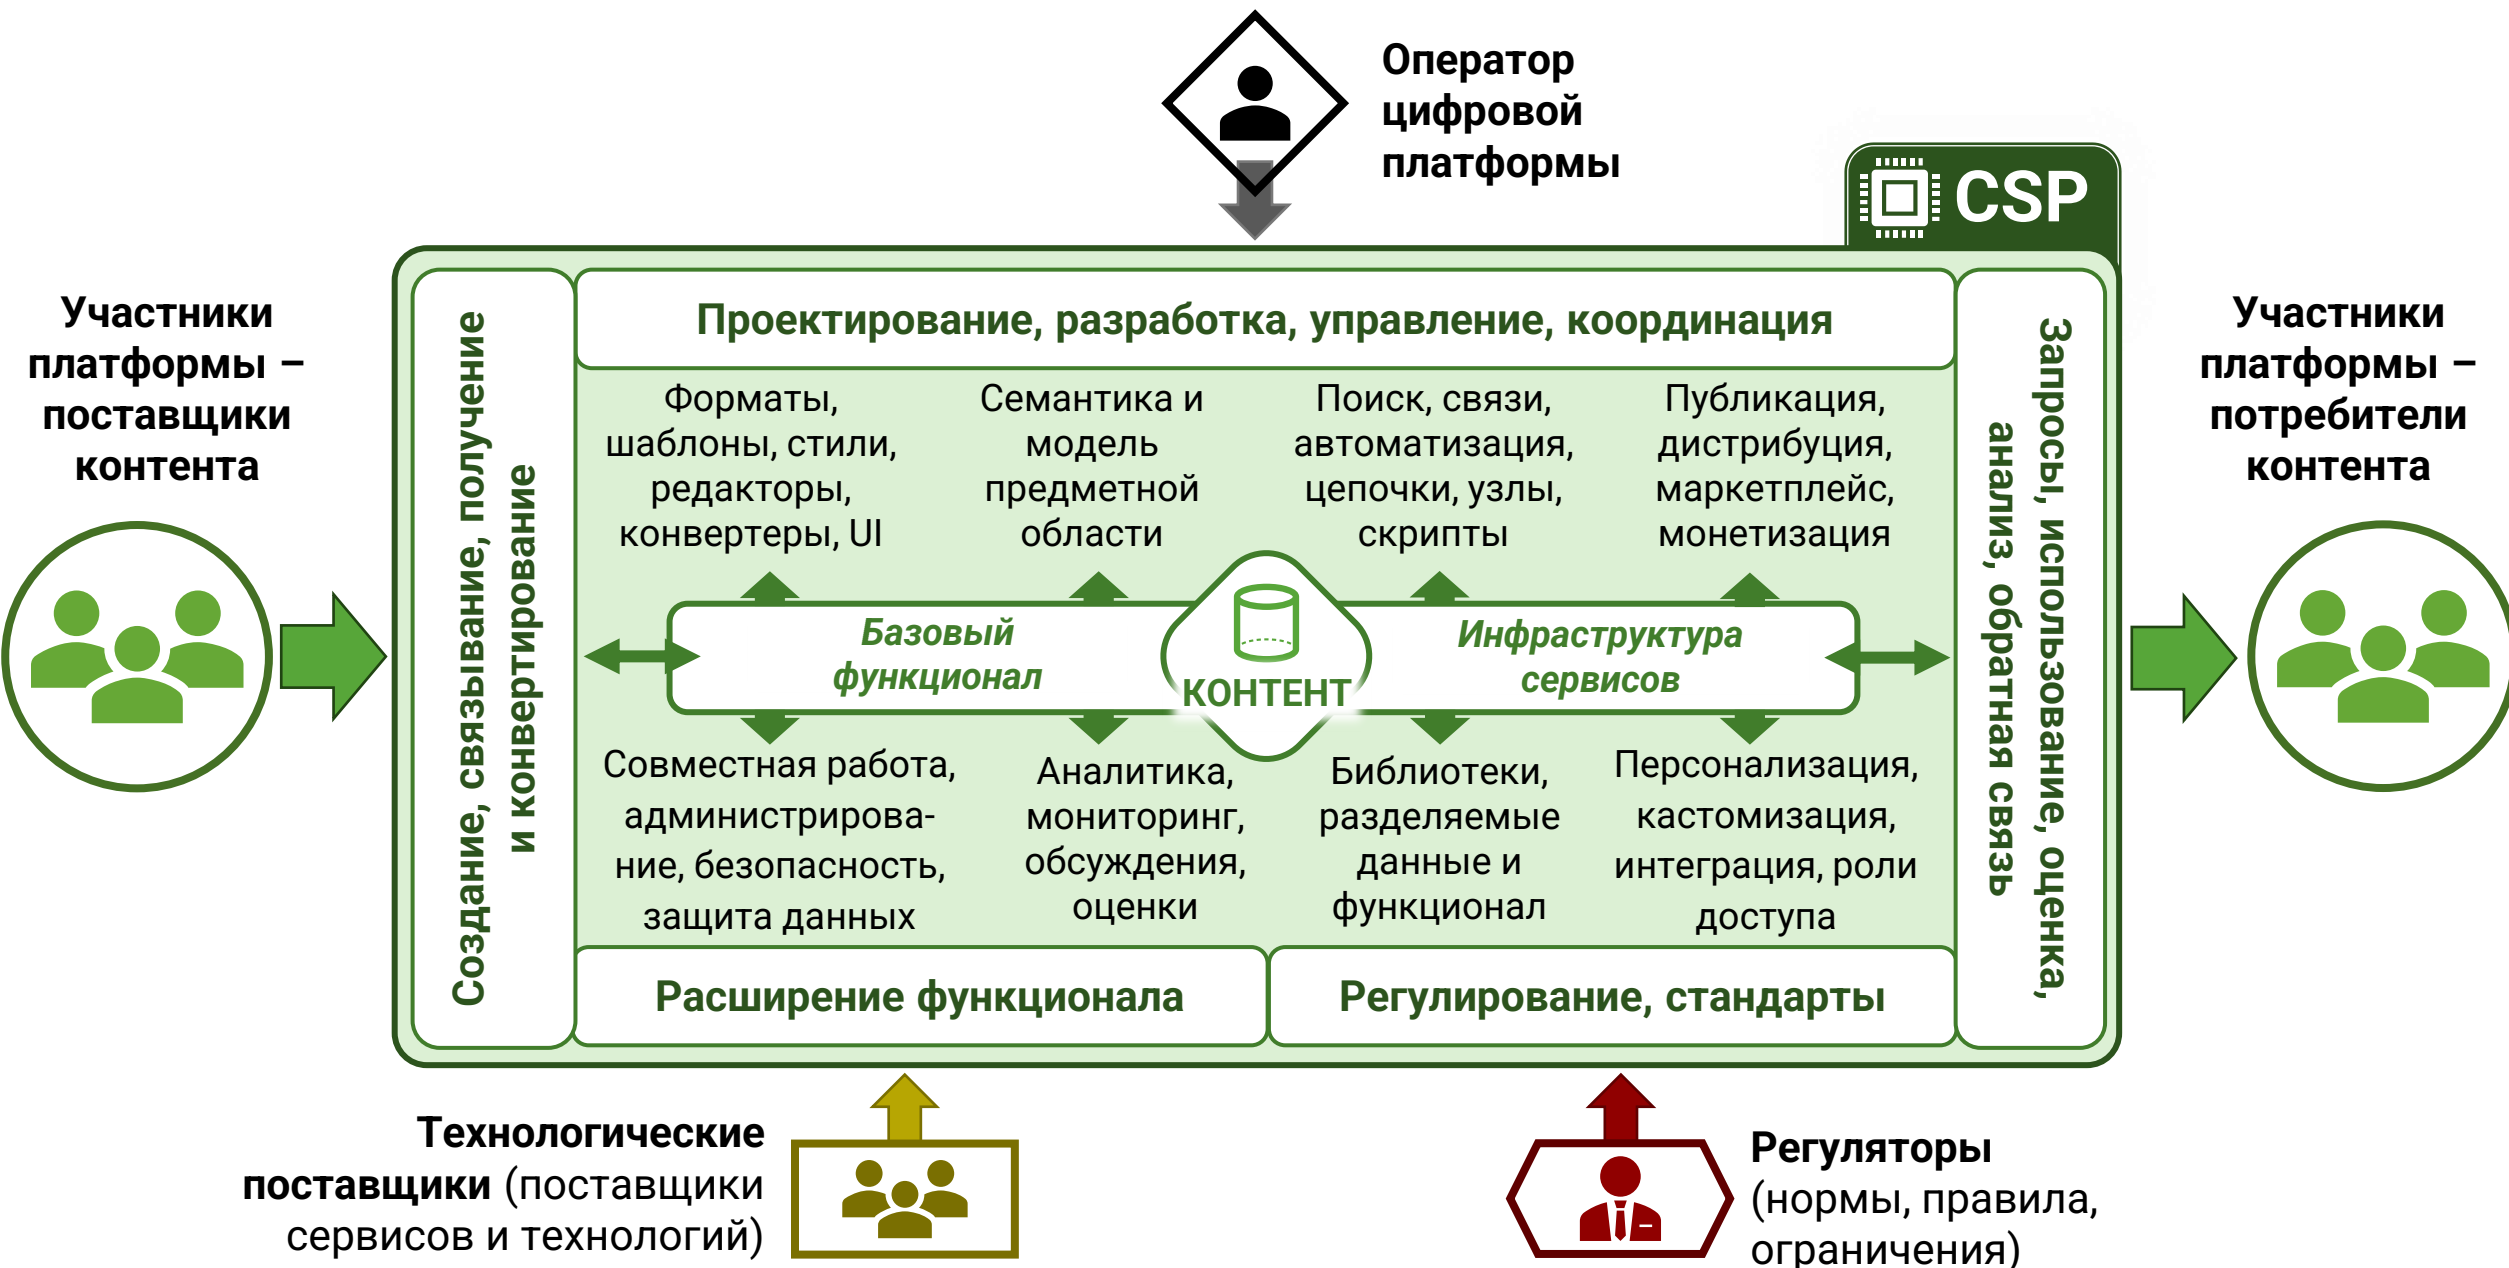 Оператор
цифровой
платформы
CSP
Участники
платформы –
поставщики
контента
Создание, связывание, получение
и конвертирование
Проектирование, разработка, управление, координация
Форматы,
шаблоны, стили,
редакторы,
конвертеры, UI
Семантика и
модель
предметной
области
Поиск, связи,
автоматизация,
цепочки, узлы,
скрипты
Публикация,
дистрибуция,
маркетплейс,
монетизация
Базовый
функционал
КОНТЕНТ
Инфраструктура
сервисов
Совместная работа,
администрирова-
ние, безопасность,
защита данных
Аналитика,
мониторинг,
обсуждения,
оценки
Библиотеки,
разделяемые
данные и
функционал
Персонализация,
кастомизация,
интеграция, роли
доступа
Расширение функционала
Регулирование, стандарты
Запросы, использование, оценка,
анализ, обратная связь
Участники
платформы –
потребители
контента
Технологические
поставщики (поставщики
сервисов и технологий)
Регуляторы
(нормы, правила,
ограничения)